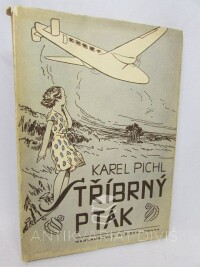 KAREL PICHL
STŘÍBRNÝ
PTÁK